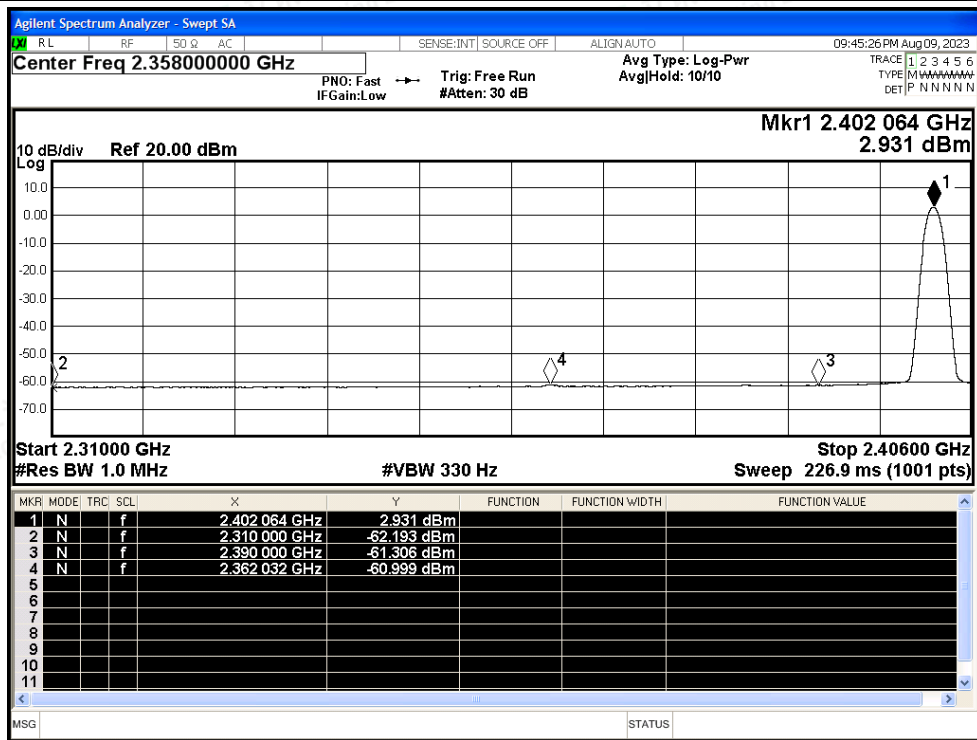 Agilent Spectrum Analyzer - Swept SA
LXI RL RF 50 Ω AC SENSE:INT SOURCE OFF ALIGN AUTO 09:45:26 PM Aug 09, 2023
Center Freq 2.358000000 GHz
PNO: Fast
IFGain:Low
Trig: Free Run
#Atten: 30 dB
Avg Type: Log-Pwr
Avg|Hold: 10/10
TRACE 1 2 3 4 5 6
TYPE M
DET P N N N N N
Mkr1 2.402 064 GHz
2.931 dBm
10 dB/div Ref 20.00 dBm
Log
10.0
0.00
-10.0
-20.0
-30.0
-40.0
-50.0
-60.0
-70.0
1
2
4
3
Start 2.31000 GHz Stop 2.40600 GHz
#Res BW 1.0 MHz #VBW 330 Hz Sweep 226.9 ms (1001 pts)
MKR MODE TRC SCL X Y FUNCTION FUNCTION WIDTH FUNCTION VALUE
1 N f 2.402 064 GHz 2.931 dBm
2 N f 2.310 000 GHz -62.193 dBm
3 N f 2.390 000 GHz -61.306 dBm
4 N f 2.362 032 GHz -60.999 dBm
5
6
7
8
9
10
11
MSG STATUS